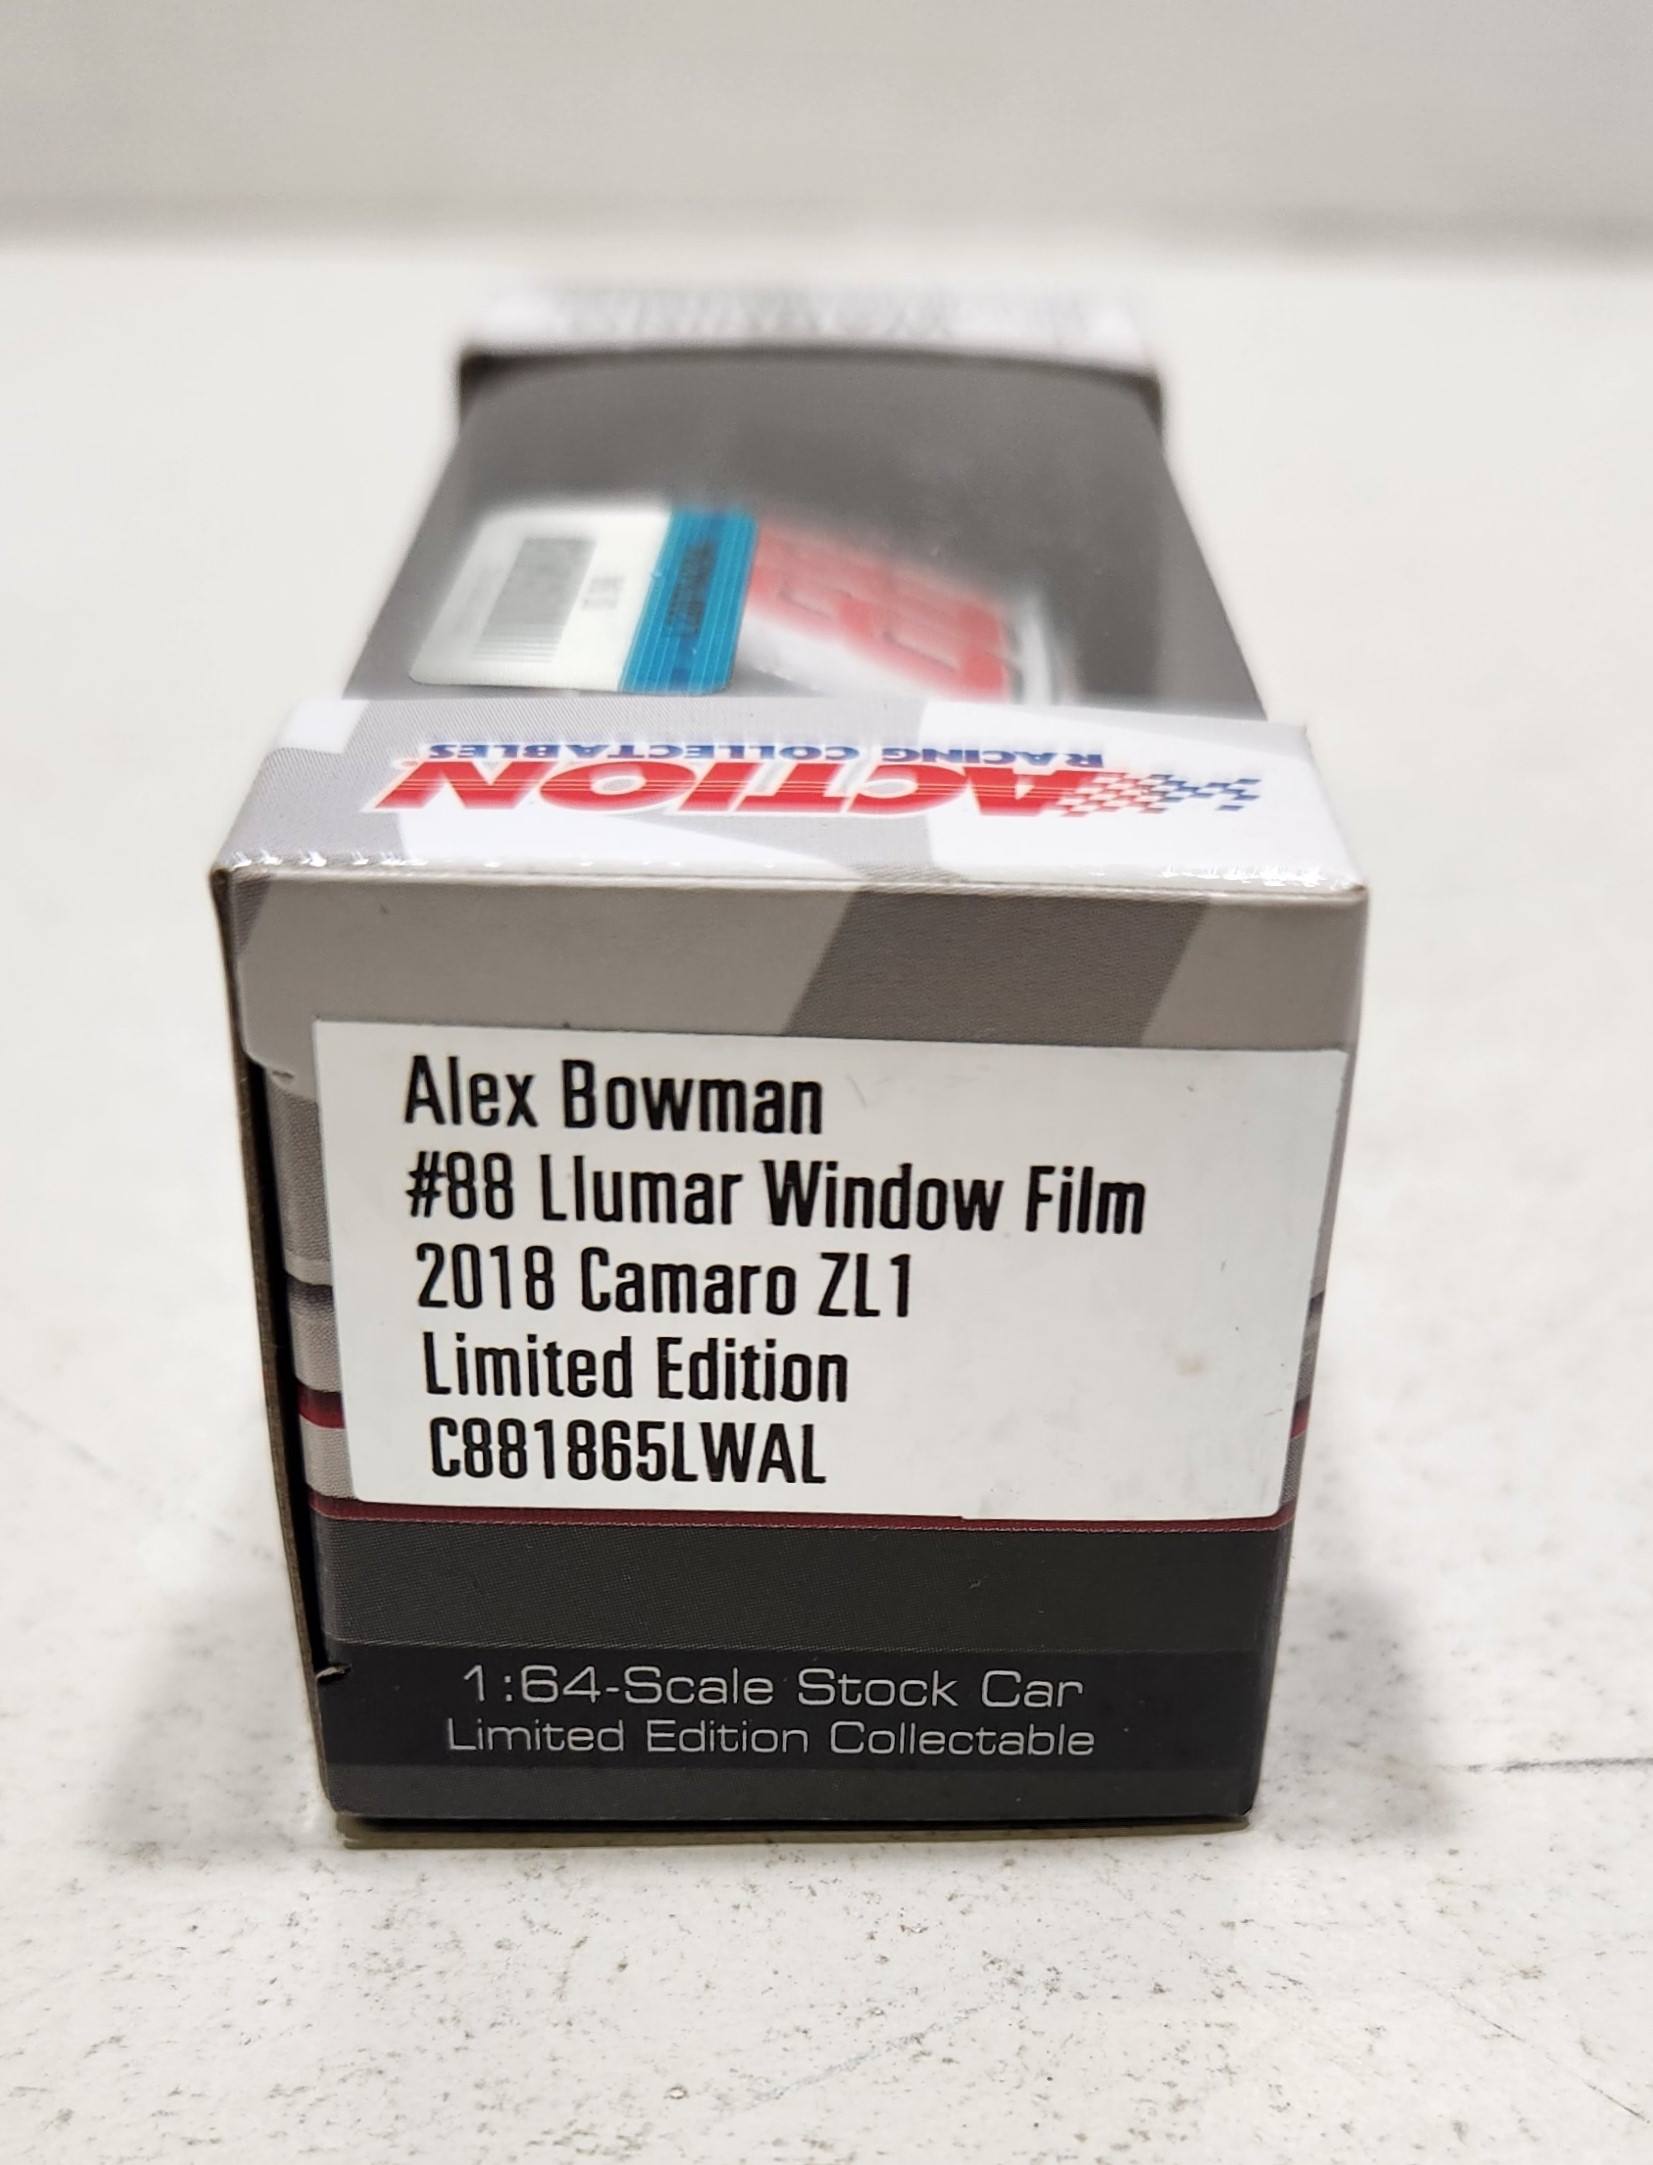 RACING COLLECTABLES
ACTION
Alex Bowman
#88 Llumar Window Film
2018 Camaro ZL1
Limited Edition
C881865LWAL
1:64-Scale Stock Car
Limited Edition Collectable